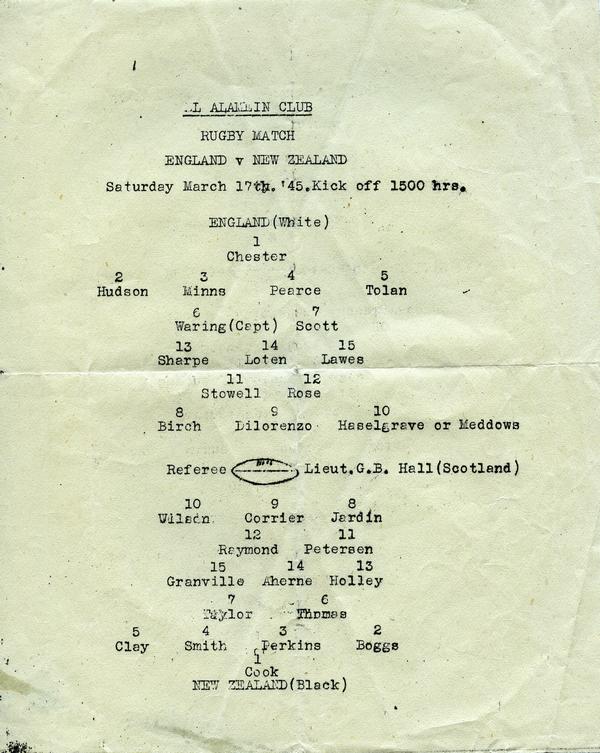 EL ALAMEIN CLUB
RUGBY MATCH
ENGLAND v NEW ZEALAND
Saturday March 17th. '45. Kick off 1500 hrs.
ENGLAND(White)
1
Chester
2 3 4 5
Hudson Minns Pearce Tolan
6 7
Waring(Capt) Scott
13 14 15
Sharpe Loten Lawes
11 12
Stowell Rose
8 9 10
Birch Dilorenzo Haselgrave or Meddows
Referee Lieut.G.B. Hall(Scotland)
10 9 8
Wilson. Corrier Jardin
12 11
Raymond Petersen
15 14 13
Granville Aherne Holley
7 6
Taylor Thomas
5 4 3 2
Clay Smith Perkins Boggs
1
Cook
NEW ZEALAND(Black)